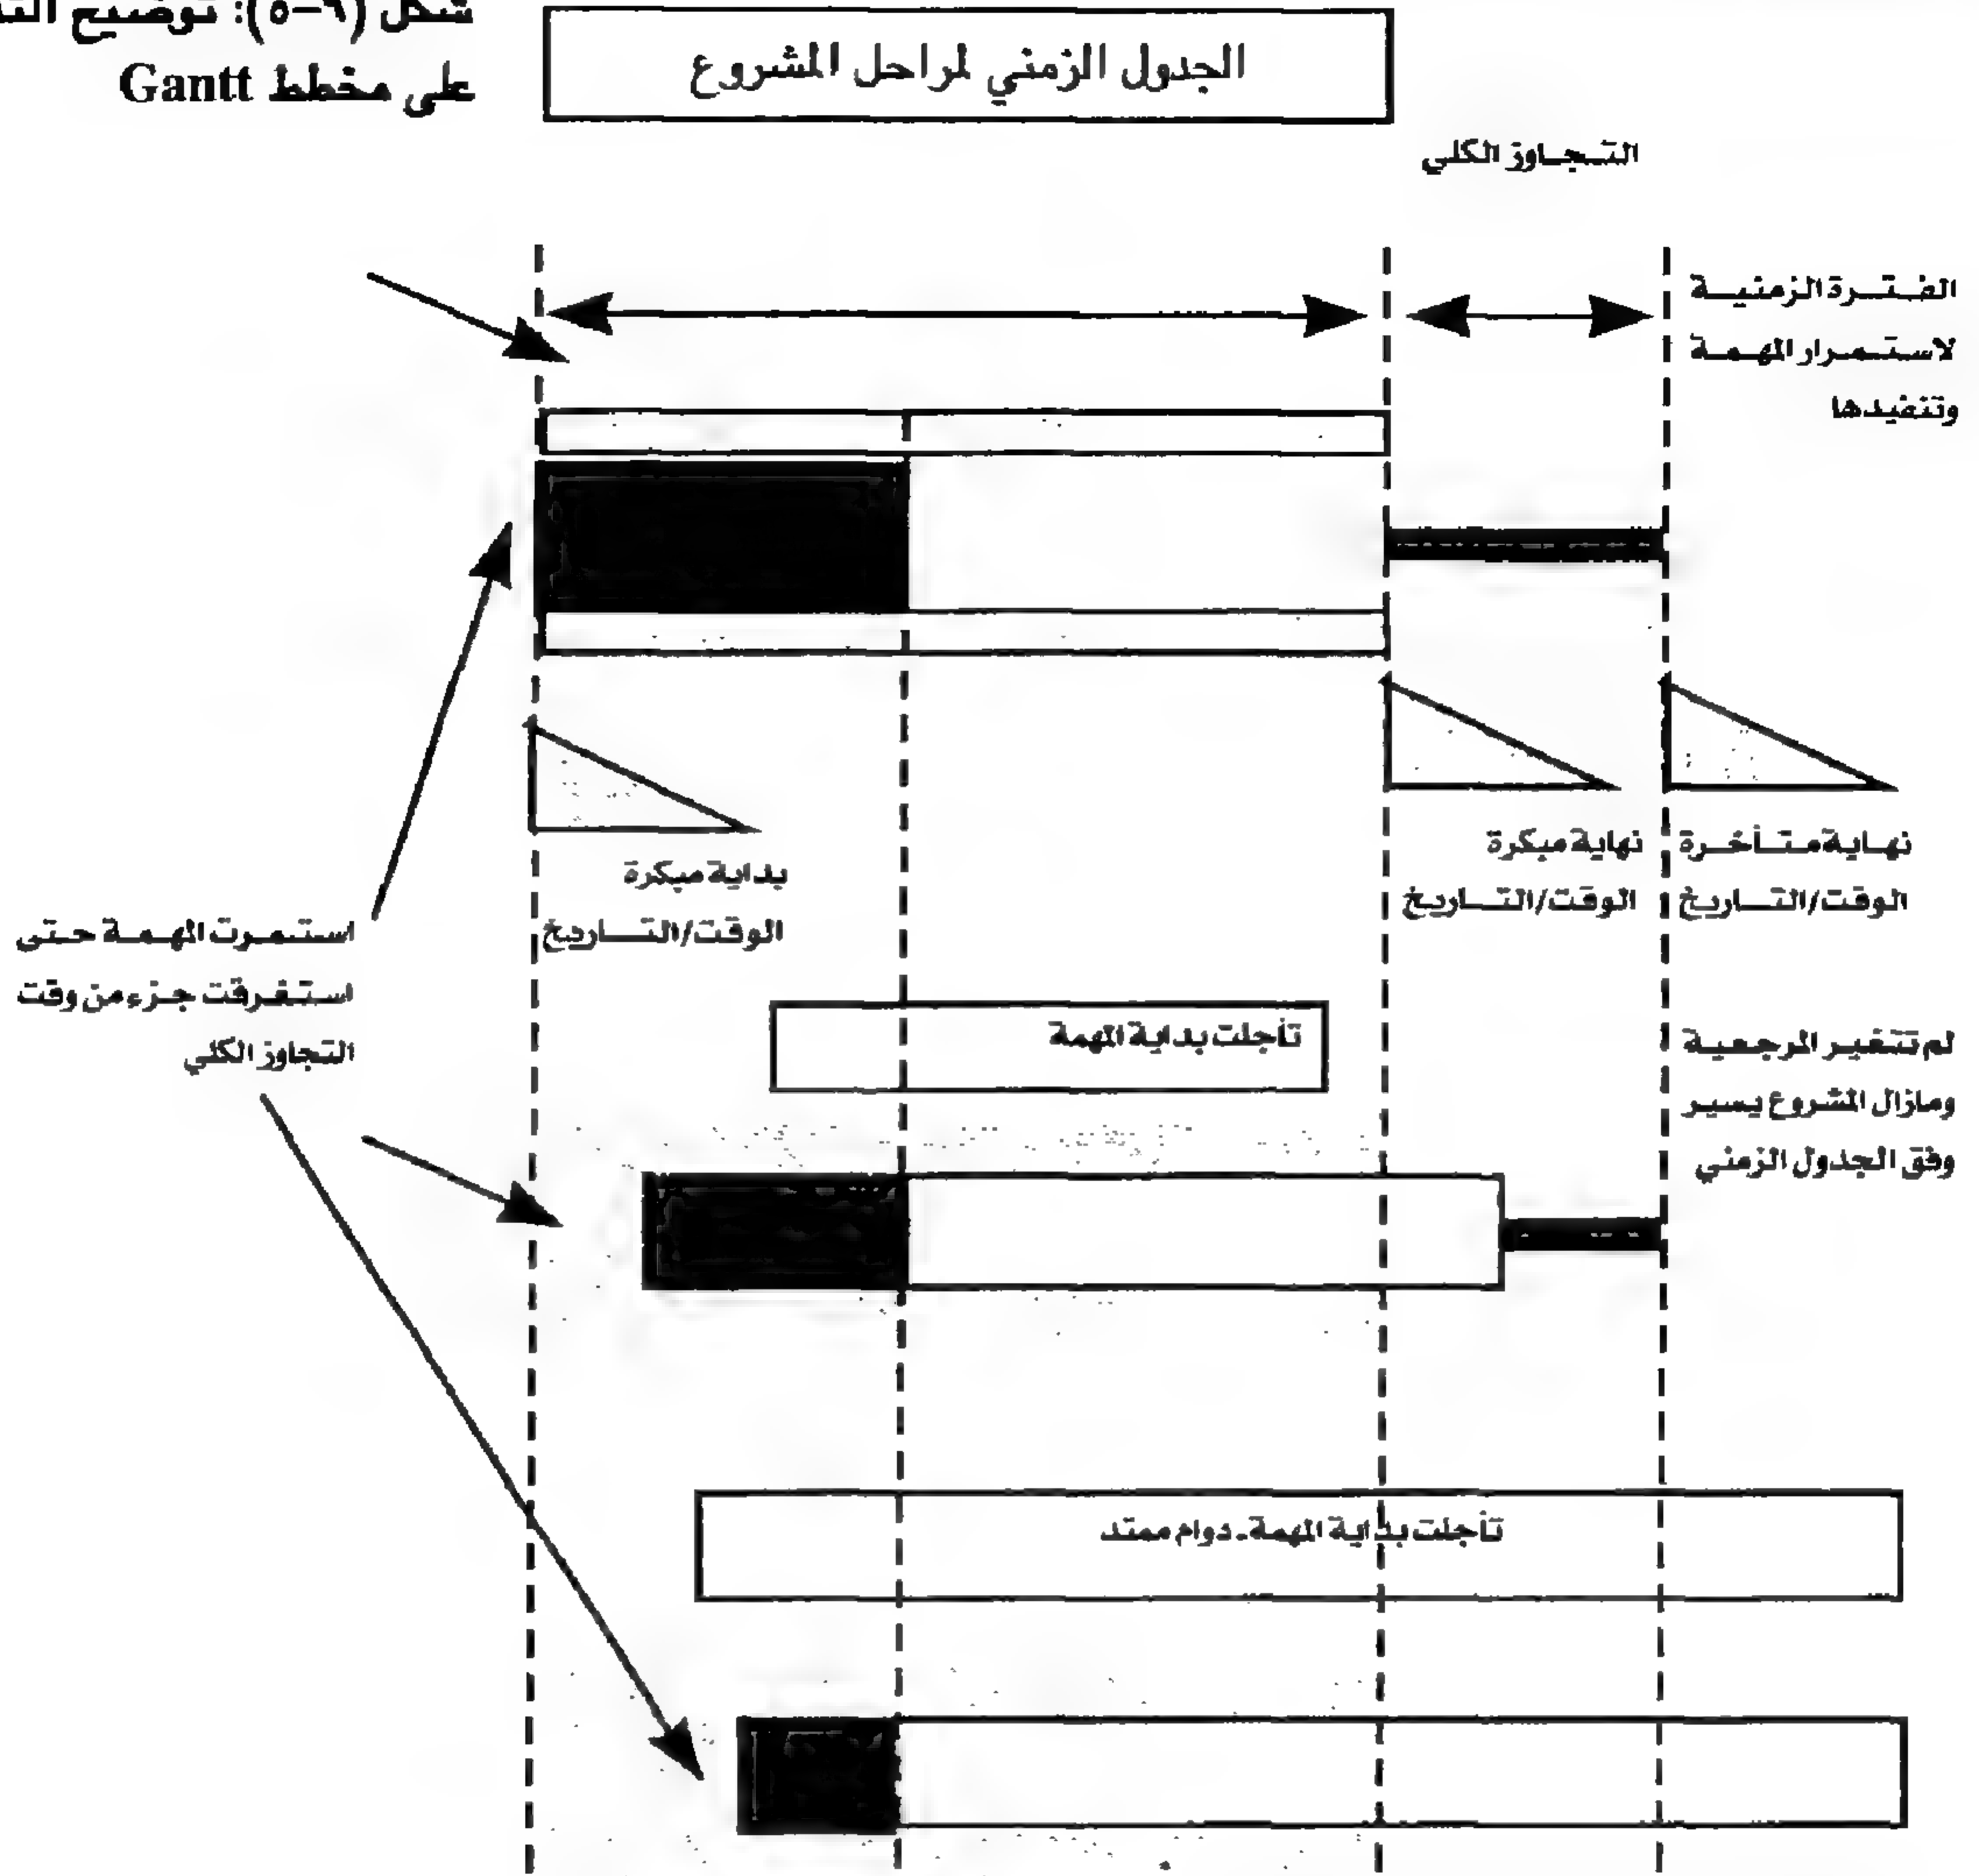 شكل (٩-٥): توضيح
على مخطط Gantt
الجدول الزمني لمراحل المشروع
التجاوز الكلي
الفترة الزمنية
لاستمرار المهمة
وتنفيذها
نهاية متأخرة
الوقت/التاريخ
نهاية مبكرة
الوقت/التاريخ
بداية مبكرة
الوقت/التاريخ
استمرت المهمة حتى
استغرقت جزء من وقت
التجاوز الكلي
تأجلت بداية المهمة
لم تتغير المرجعية
ومازال المشروع يسير
وفق الجدول الزمني
تأجلت بداية المهمة - دوام ممتد